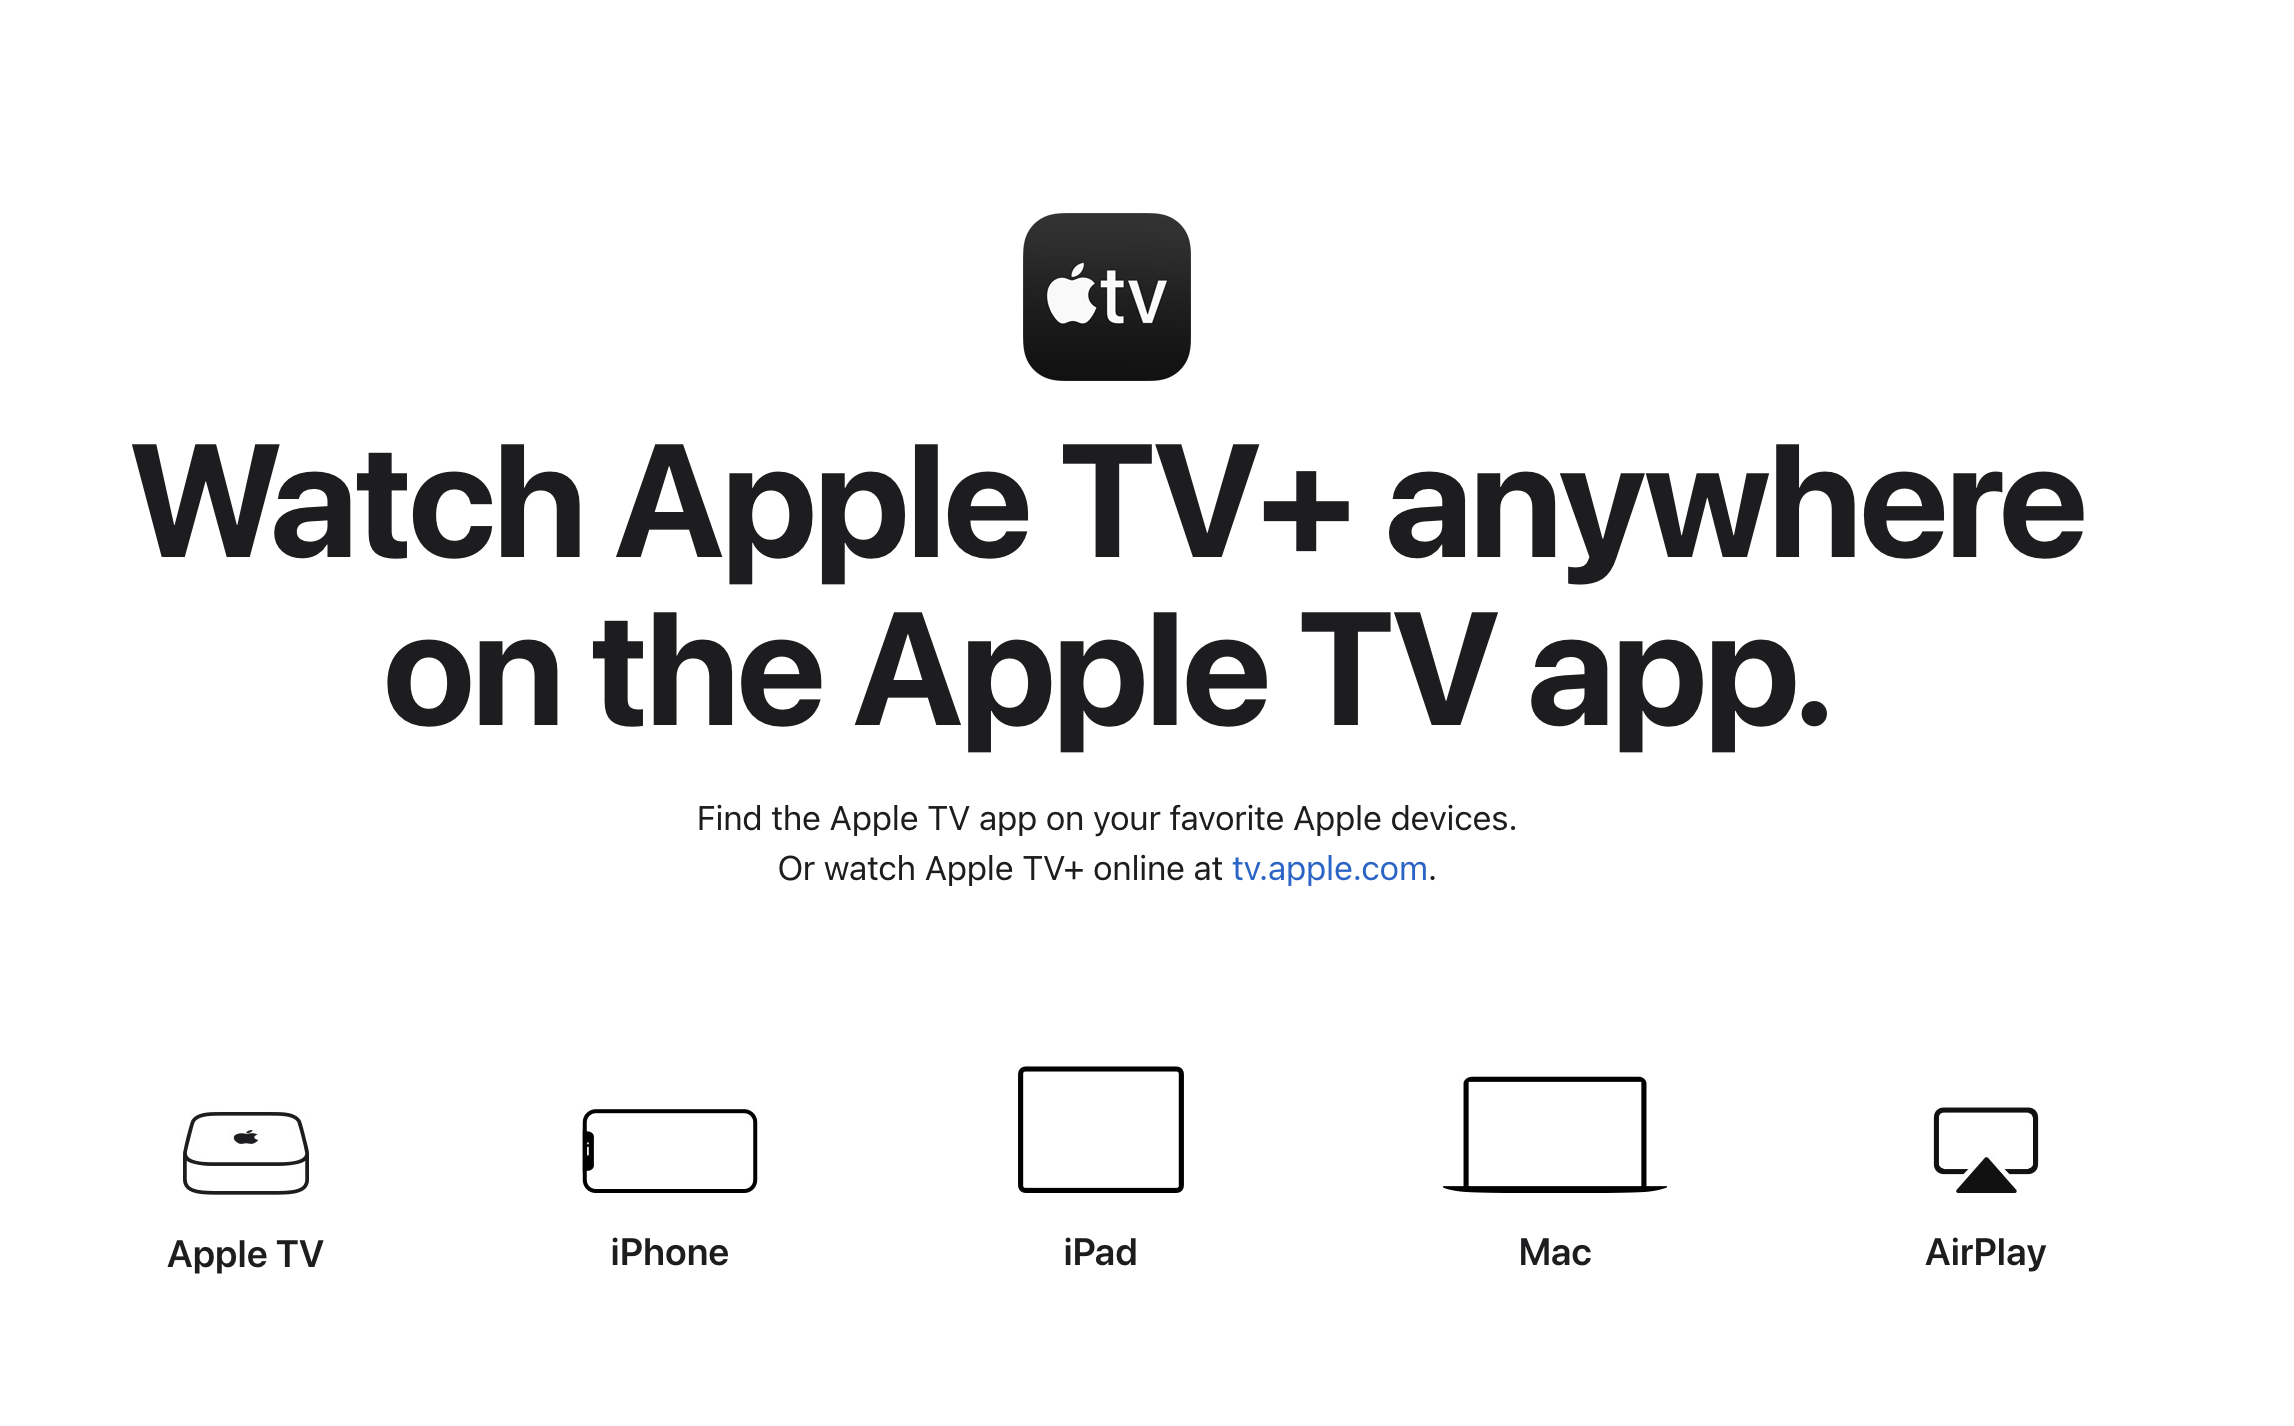 tv
Watch Apple TV+ anywhere
on the Apple TV app.
Find the Apple TV app on your favorite Apple devices.
Or watch Apple TV+ online at tv.apple.com.
Apple TV
iPhone
iPad
Mac
AirPlay